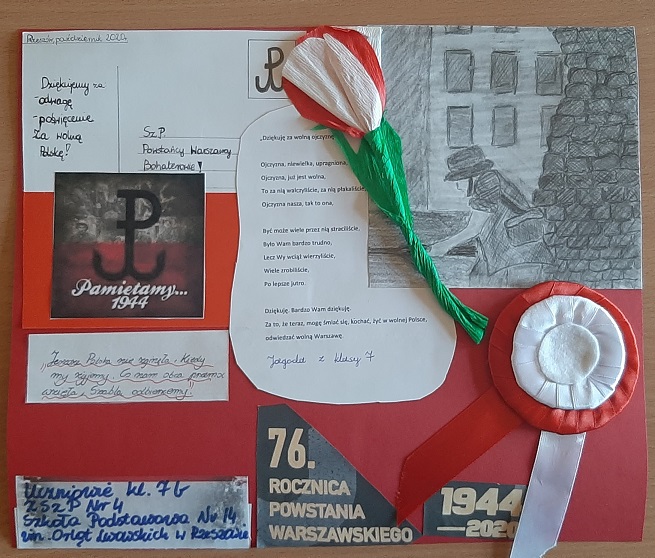 Rzeszów, październik 2020r.
Dziękujemy za
-odwagę
-poświęcenie
Za wolną
Polskę!
Sz.P.
Powstańcy Warszawy
Bohaterowie!
Pamiętamy...
1944
„Jeszcze Polska nie zginęła, Kiedy
my żyjemy. Co nam obca przemoc
wzięła, Szablą odbierzemy."
Uczniowie kl. 7b
ZSzP Nr 4
Szkoła Podstawowa Nr 14
im. Orląt Lwowskich w Rzeszowie
„Dziękuję za wolną ojczyznę
Ojczyzna, niewielka, upragniona,
Ojczyzna, już jest wolna,
To za nią walczyliście, za nią płakaliście,
Ojczyzna nasza, tak to ona,
Być może wiele przez nią straciliście,
Było Wam bardzo trudno,
Lecz Wy wciąż wierzyliście,
Wiele zrobiliście,
Po lepsze jutro.
Dziękuję. Bardzo Wam dziękuję,
Za to, że teraz, mogę śmiać się, kochać, żyć w wolnej Polsce,
odwiedzać wolną Warszawę.
Jagoda z klasy 7
76.
ROCZNICA
POWSTANIA
WARSZAWSKIEGO
1944
—2020